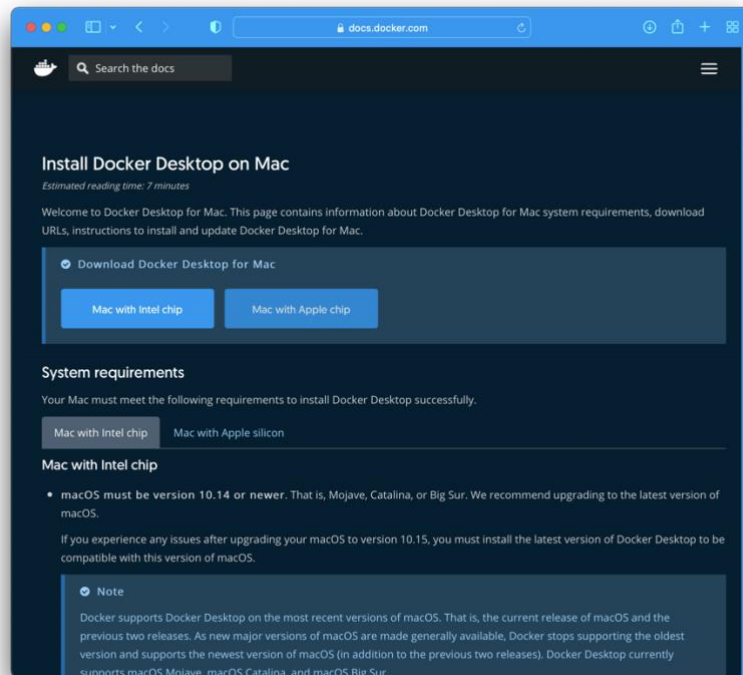 docs.docker.com
Search the docs
Install Docker Desktop on Mac
Estimated reading time: 7 minutes
Welcome to Docker Desktop for Mac. This page contains information about Docker Desktop for Mac system requirements, download
URLs, instructions to install and update Docker Desktop for Mac.
Download Docker Desktop for Mac
Mac with Intel chip
Mac with Apple chip
System requirements
Your Mac must meet the following requirements to install Docker Desktop successfully.
Mac with Intel chip
Mac with Apple silicon
Mac with Intel chip
• macOS must be version 10.14 or newer. That is, Mojave, Catalina, or Big Sur. We recommend upgrading to the latest version of
macOS.
If you experience any issues after upgrading your macOS to version 10.15, you must install the latest version of Docker Desktop to be
compatible with this version of macOS.
Note
Docker supports Docker Desktop on the most recent versions of macOS. That is, the current release of macOS and the
previous two releases. As new major versions of macOS are made generally available, Docker stops supporting the oldest
version and supports the newest version of macOS (in addition to the previous two releases). Docker Desktop currently
supports macOS Mojave, macOS Catalina, and macOS Big Sur.